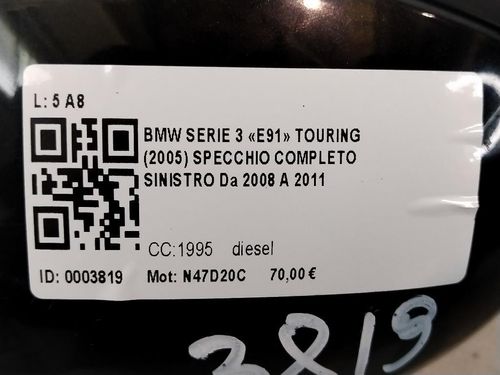 L: 5 A8
BMW SERIE 3 «E91» TOURING
(2005) SPECCHIO COMPLETO
SINISTRO Da 2008 A 2011
CC:1995 diesel
ID: 0003819 Mot: N47D20C 70,00 €
3819